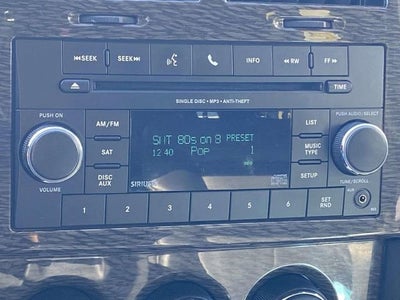 SEEK SEEK INFO RW FF
SINGLE DISC • MP3 • ANTI-THEFT TIME
PUSH ON PUSH AUDIO/SELECT
AM/FM LIST
SAT MUSIC TYPE
DISC AUX SETUP
SAT 80s on 8 PRESET
12:40 Pop 1
VOLUME SIRIUS TUNE/SCROLL
1 2 3 4 5 6 SET RND AUX